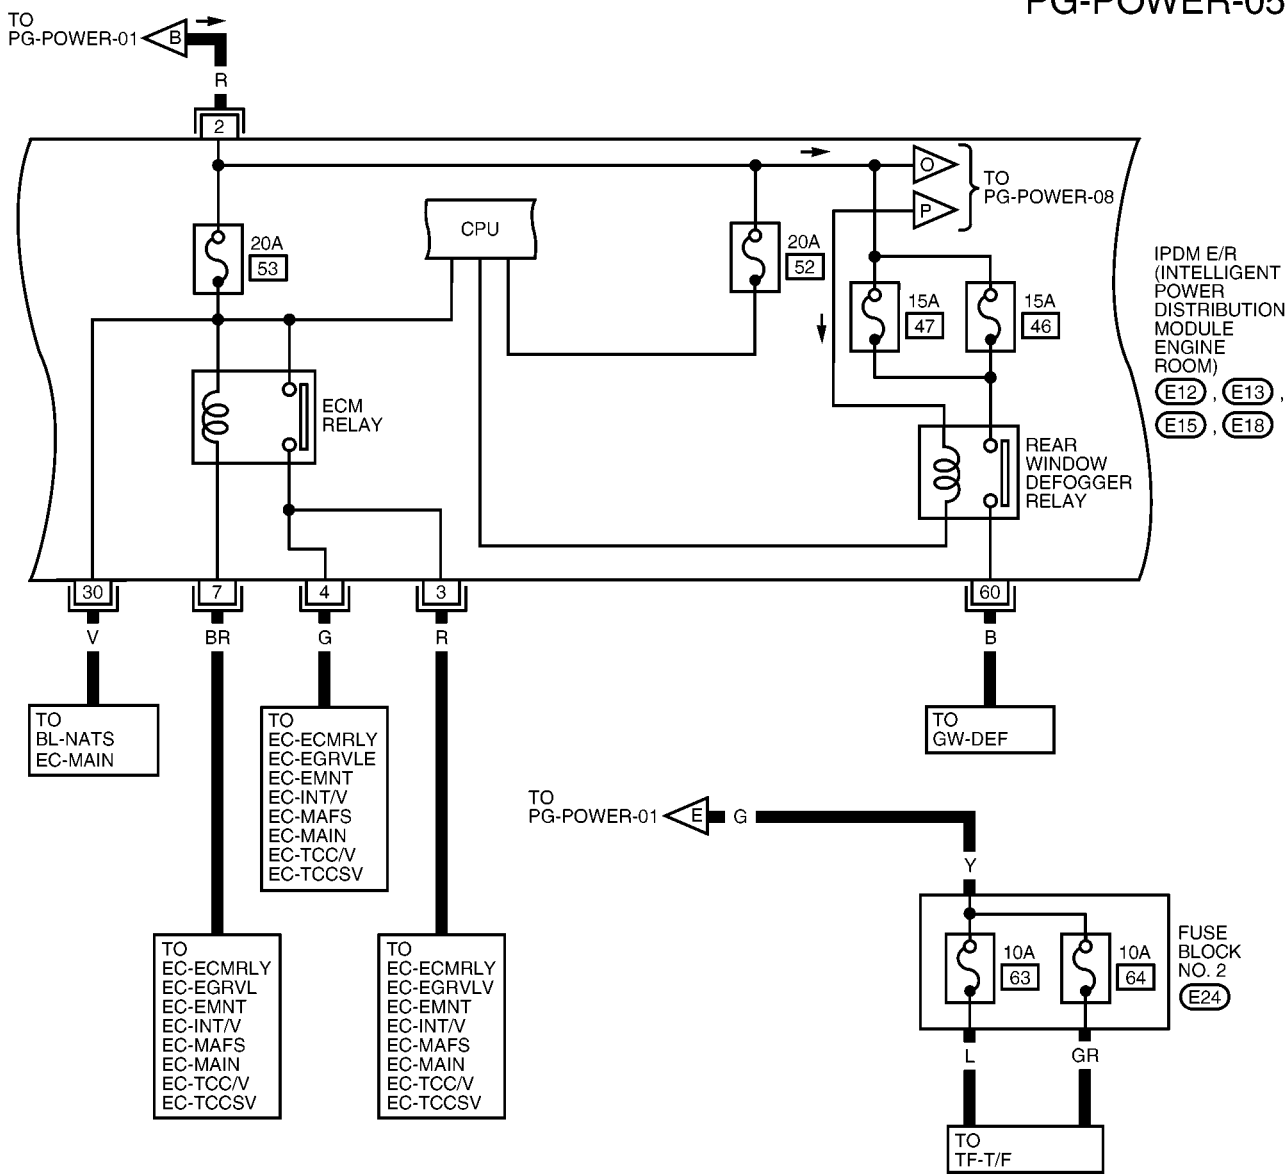 PG-POWER-05
TO
PG-POWER-01
B
R
2
O
P
TO
PG-POWER-08
CPU
20A
53
20A
52
15A
47
15A
46
IPDM E/R
(INTELLIGENT
POWER
DISTRIBUTION
MODULE
ENGINE
ROOM)
E12 , E13 ,
E15 , E18
ECM
RELAY
REAR
WINDOW
DEFOGGER
RELAY
30
7
4
3
60
V
BR
G
R
B
TO
BL-NATS
EC-MAIN
TO
EC-ECMRLY
EC-EGRVLE
EC-EMNT
EC-INT/V
EC-MAFS
EC-MAIN
EC-TCC/V
EC-TCCSV
TO
GW-DEF
TO
PG-POWER-01
E
G
Y
TO
EC-ECMRLY
EC-EGRVL
EC-EMNT
EC-INT/V
EC-MAFS
EC-MAIN
EC-TCC/V
EC-TCCSV
TO
EC-ECMRLY
EC-EGRVLV
EC-EMNT
EC-INT/V
EC-MAFS
EC-MAIN
EC-TCC/V
EC-TCCSV
10A
63
10A
64
FUSE
BLOCK
NO. 2
E24
L
GR
TO
TF-T/F